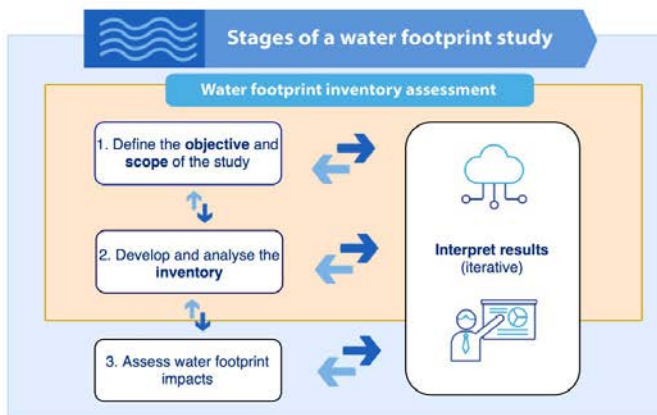 Stages of a water footprint study
Water footprint inventory assessment
1. Define the objective and
scope of the study
2. Develop and analyse the
inventory
3. Assess water footprint
impacts
Interpret results
(iterative)